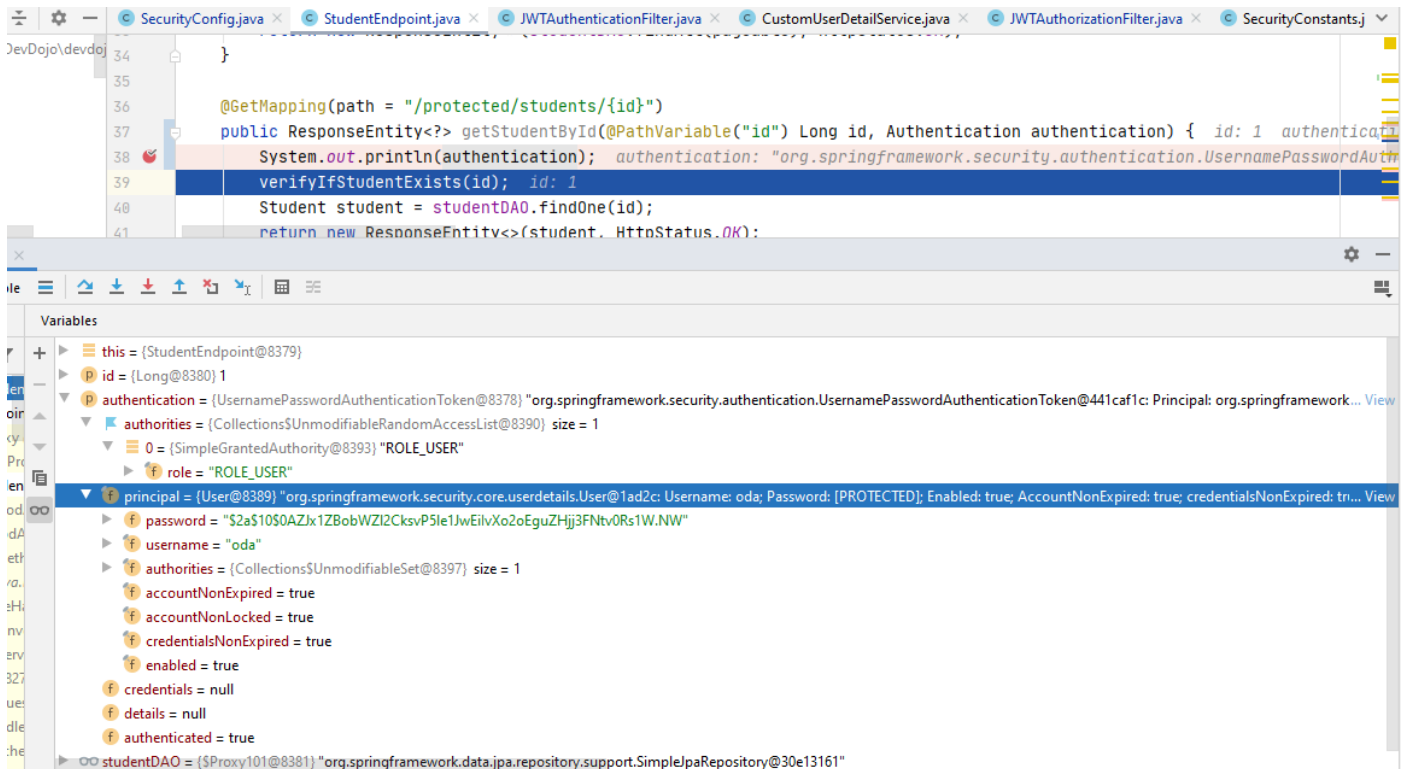 SecurityConfig.java × StudentEndpoint.java × JWTAuthenticationFilter.java × CustomUserDetailService.java × JWTAuthorizationFilter.java × SecurityConstants.j
DevDojo\devdoj
34 }
35
36 @GetMapping(path = "/protected/students/{id}")
37 public ResponseEntity<?> getStudentById(@PathVariable("id") Long id, Authentication authentication) { id: 1 authenticati
38 System.out.println(authentication); authentication: "org.springframework.security.authentication.UsernamePasswordAuth
39 verifyIfStudentExists(id); id: 1
40 Student student = studentDAO.findOne(id);
41 return new ResponseEntity<>(student, HttpStatus.OK);
Variables
this = {StudentEndpoint@8379}
id = {Long@8380} 1
authentication = {UsernamePasswordAuthenticationToken@8378} "org.springframework.security.authentication.UsernamePasswordAuthenticationToken@441caf1c: Principal: org.springframework... View
authorities = {Collections$UnmodifiableRandomAccessList@8390} size = 1
0 = {SimpleGrantedAuthority@8393} "ROLE_USER"
role = "ROLE_USER"
principal = {User@8389} "org.springframework.security.core.userdetails.User@1ad2c: Username: oda; Password: [PROTECTED]; Enabled: true; AccountNonExpired: true; credentialsNonExpired: tru... View
password = "$2a$10$0AZJx1ZBobWZI2CksvP5Ie1JwEilvXo2oEguZHjj3FNtv0Rs1W.NW"
username = "oda"
authorities = {Collections$UnmodifiableSet@8397} size = 1
accountNonExpired = true
accountNonLocked = true
credentialsNonExpired = true
enabled = true
credentials = null
details = null
authenticated = true
studentDAO = {$Proxy101@8381} "org.springframework.data.jpa.repository.support.SimpleJpaRepository@30e13161"